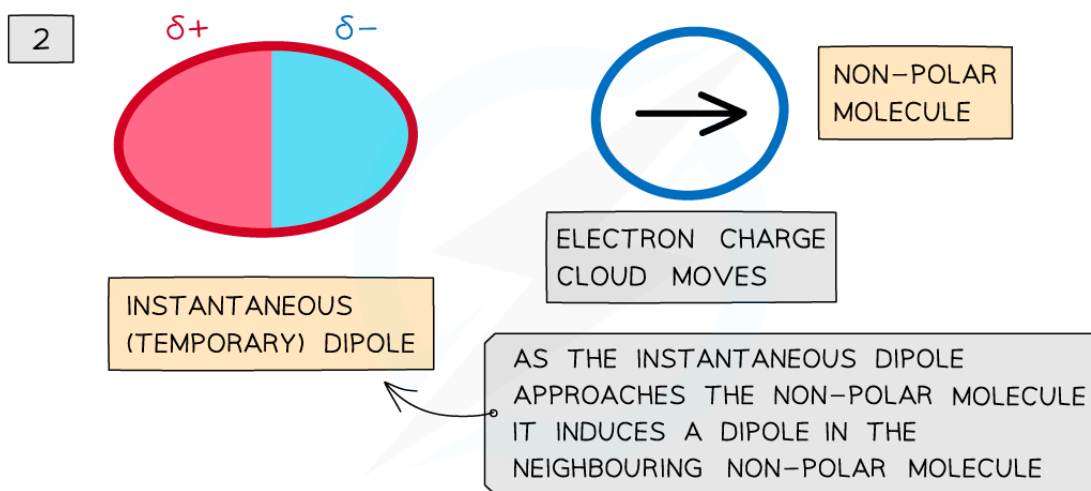 2
δ+
δ−
NON−POLAR
MOLECULE
ELECTRON CHARGE
CLOUD MOVES
INSTANTANEOUS
(TEMPORARY) DIPOLE
AS THE INSTANTANEOUS DIPOLE
APPROACHES THE NON−POLAR MOLECULE
IT INDUCES A DIPOLE IN THE
NEIGHBOURING NON−POLAR MOLECULE